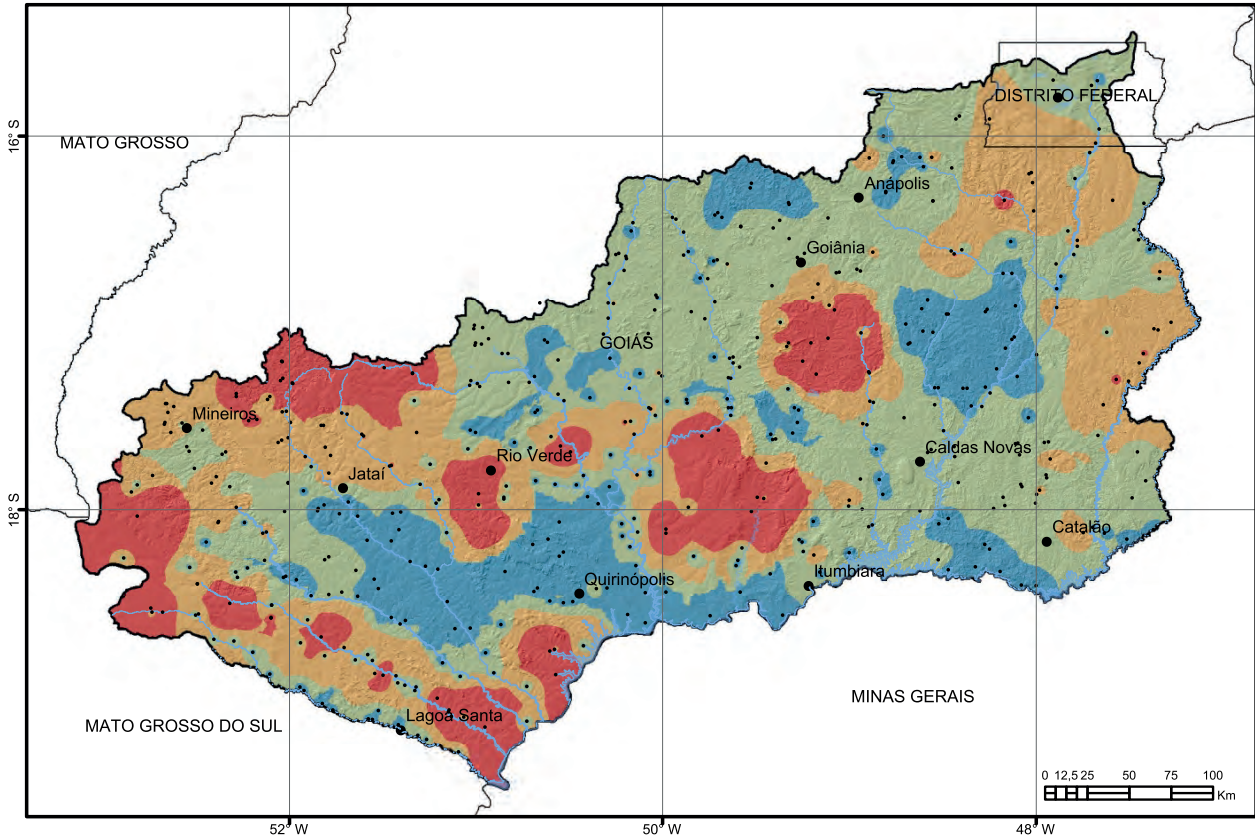 DISTRITO FEDERAL
16° S
MATO GROSSO
Anápolis
Goiânia
GOIÁS
Mineiros
Caldas Novas
Rio Verde
Jataí
18° S
Catalão
Itumbiara
Quirinópolis
MINAS GERAIS
Lagoa Santa
MATO GROSSO DO SUL
0 12,5 25 50 75 100
Km
52° W 50° W 48° W